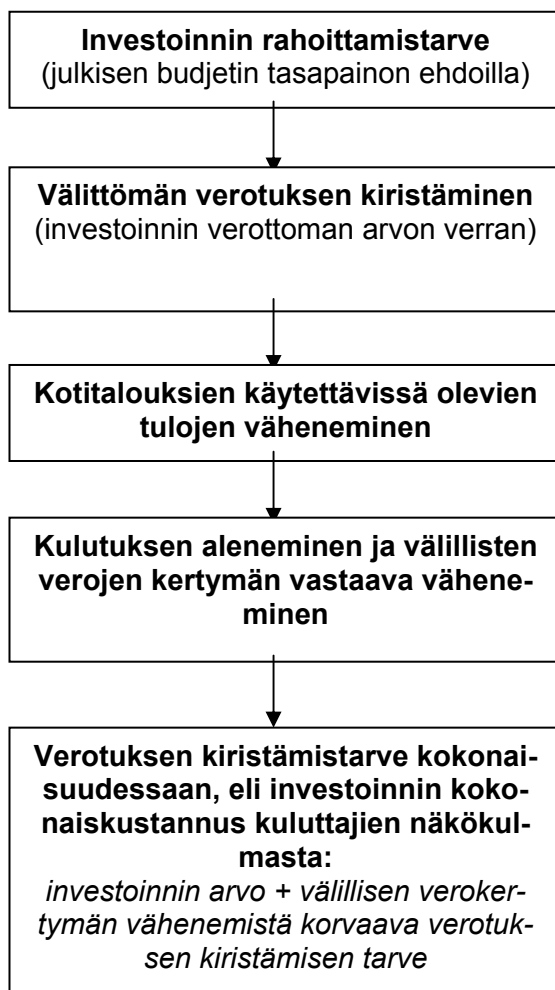 Investoinnin rahoittamistarve
(julkisen budjetin tasapainon ehdoilla)
Välittömän verotuksen kiristäminen
(investoinnin verottoman arvon verran)
Kotitalouksien käytettävissä olevien
tulojen väheneminen
Kulutuksen aleneminen ja välillisten
verojen kertymän vastaava vähene-
minen
Verotuksen kiristämistarve kokonai-
suudessaan, eli investoinnin koko-
naiskustannus kuluttajien näkökul-
masta:
investoinnin arvo + välillisen veroker-
tymän vähenemistä korvaava verotuk-
sen kiristämisen tarve